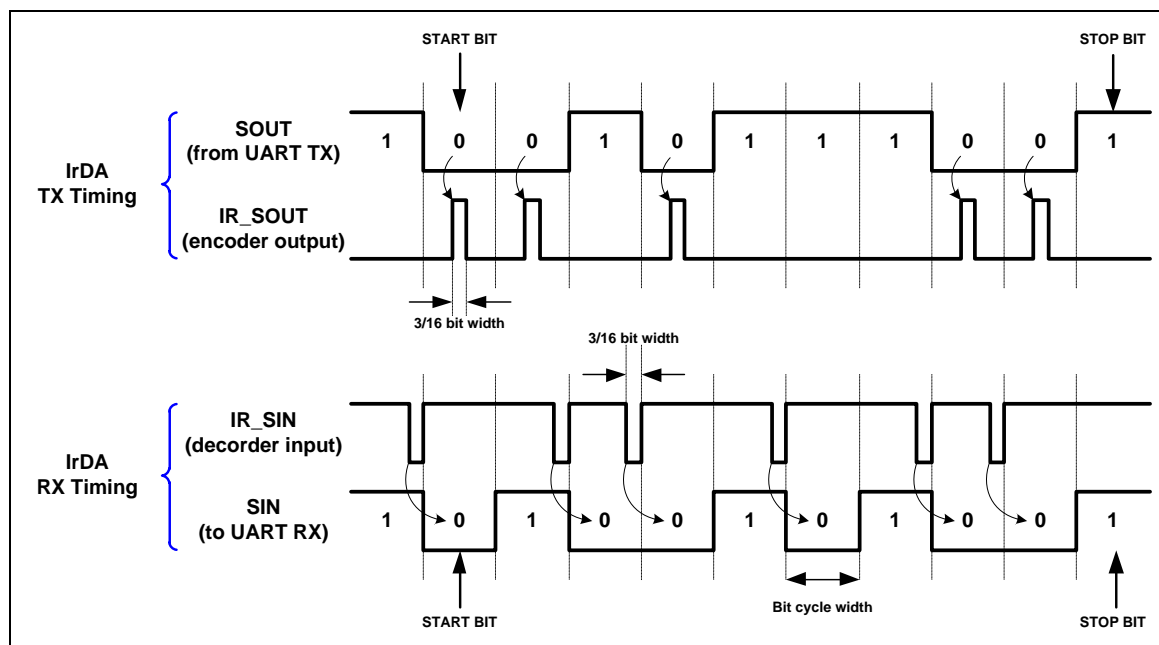 START BIT
STOP BIT
SOUT
(from UART TX)
1 0 0 1 0 1 1 1 0 0 1
IrDA
TX Timing
IR_SOUT
(encoder output)
3/16 bit width
3/16 bit width
IR_SIN
(decorder input)
IrDA
RX Timing
SIN
(to UART RX)
1 0 1 0 0 1 0 1 0 0 1
Bit cycle width
START BIT
STOP BIT